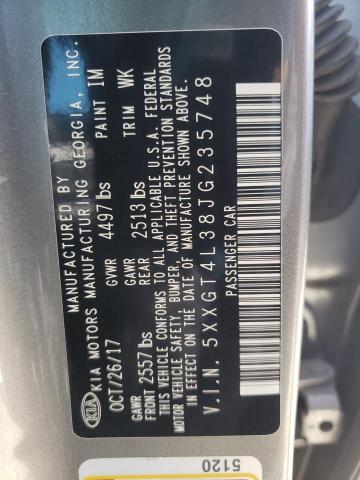 MANUFACTURED BY
KIA MOTORS MANUFACTURING GEORGIA, INC.
OCT/26/17 GVWR 4497 lbs PAINT IM
GAWR FRONT 2557 lbs GAWR REAR 2513 lbs TRIM WK
THIS VEHICLE CONFORMS TO ALL APPLICABLE U.S.A. FEDERAL
MOTOR VEHICLE SAFETY, BUMPER, AND THEFT PREVENTION STANDARDS
IN EFFECT ON THE DATE OF MANUFACTURE SHOWN ABOVE.
V.I.N. 5XXGT4L38JG235748
PASSENGER CAR
KIA
5120